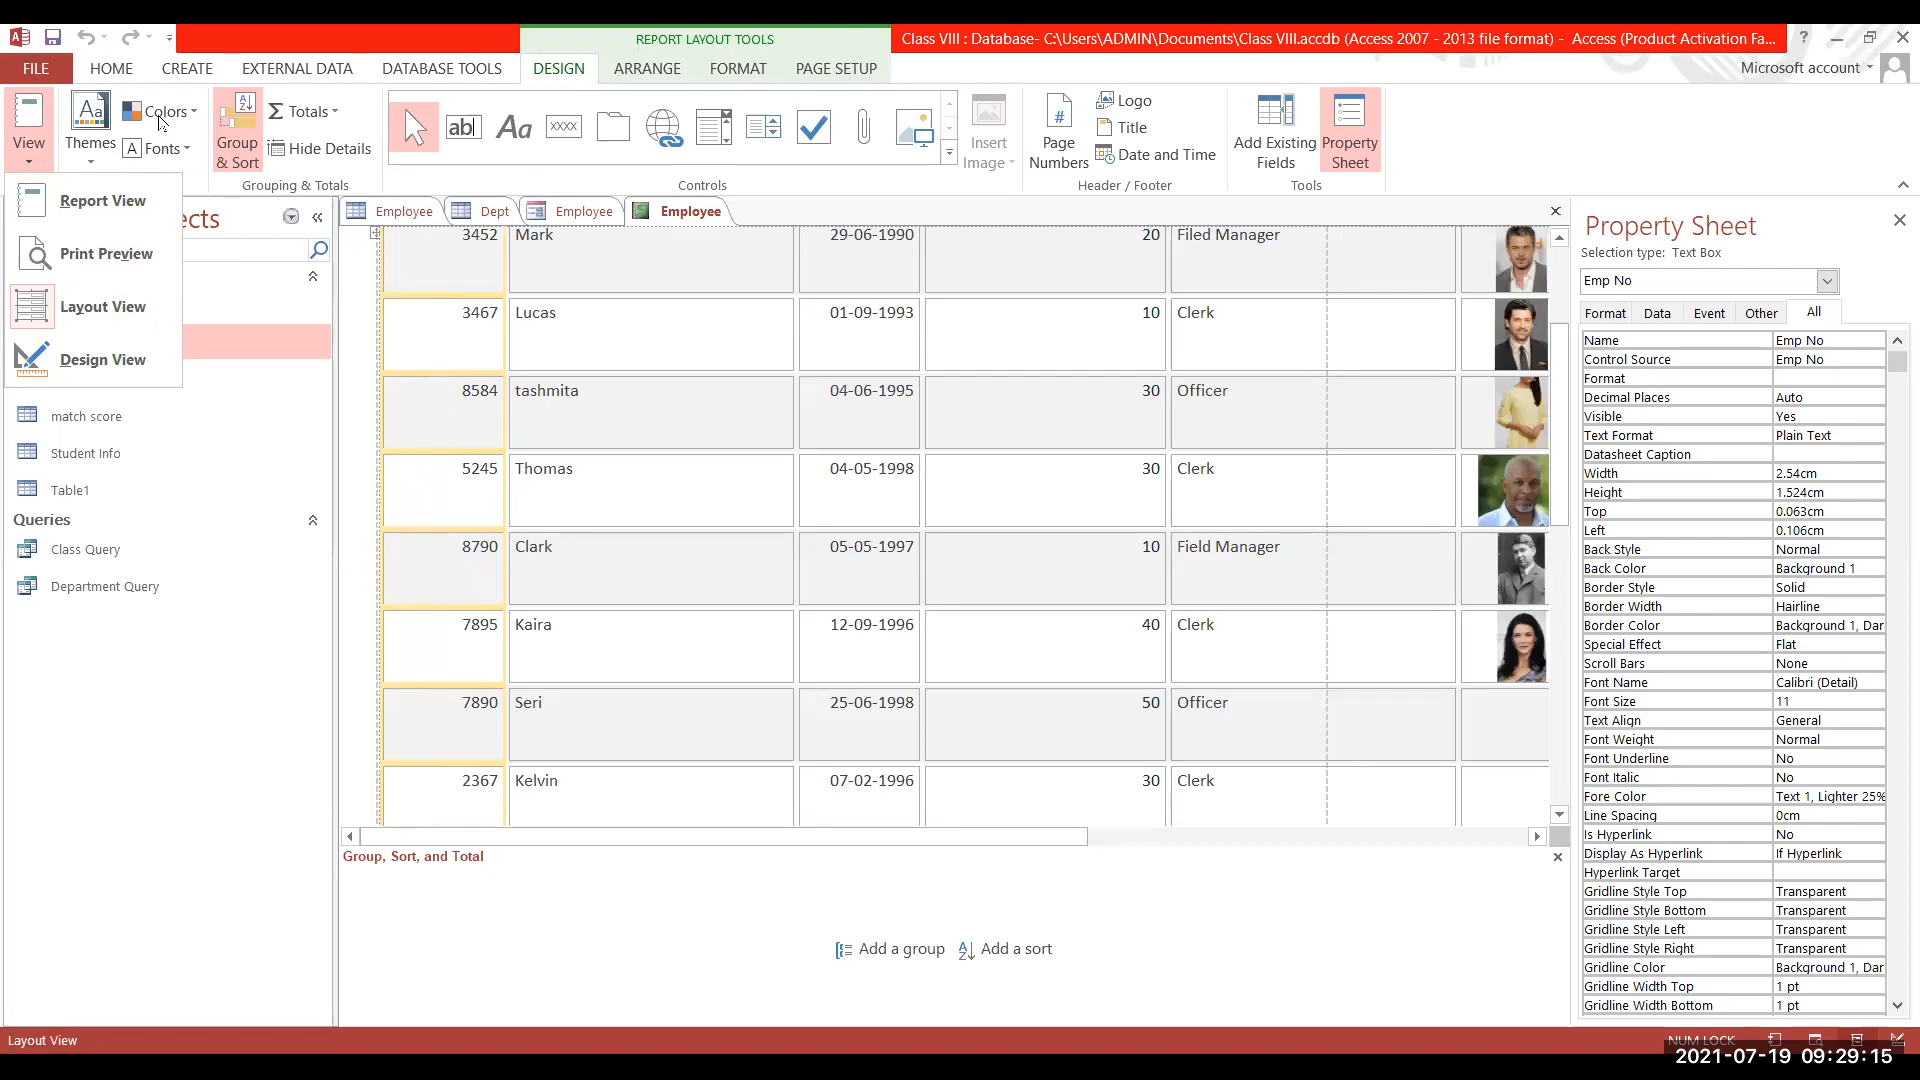 REPORT LAYOUT TOOLS
Class VIII : Database- C:\Users\ADMIN\Documents\Class VIII.accdb (Access 2007 - 2013 file format) - Access (Product Activation Fa...
FILE HOME CREATE EXTERNAL DATA DATABASE TOOLS DESIGN ARRANGE FORMAT PAGE SETUP
Microsoft account
View
Themes
Colors
Fonts
Group & Sort
Totals
Hide Details
Grouping & Totals
Controls
Insert Image
Page Numbers
Logo
Title
Date and Time
Header / Footer
Add Existing Fields
Property Sheet
Tools
Report View
Print Preview
Layout View
Design View
ects
match score
Student Info
Table1
Queries
Class Query
Department Query
Employee Dept Employee Employee
3452 Mark 29-06-1990 20 Filed Manager
3467 Lucas 01-09-1993 10 Clerk
8584 tashmita 04-06-1995 30 Officer
5245 Thomas 04-05-1998 30 Clerk
8790 Clark 05-05-1997 10 Field Manager
7895 Kaira 12-09-1996 40 Clerk
7890 Seri 25-06-1998 50 Officer
2367 Kelvin 07-02-1996 30 Clerk
Group, Sort, and Total
Add a group Add a sort
Property Sheet
Selection type: Text Box
Emp No
Format Data Event Other All
Name Emp No
Control Source Emp No
Format
Decimal Places Auto
Visible Yes
Text Format Plain Text
Datasheet Caption
Width 2.54cm
Height 1.524cm
Top 0.063cm
Left 0.106cm
Back Style Normal
Back Color Background 1
Border Style Solid
Border Width Hairline
Border Color Background 1, Dar
Special Effect Flat
Scroll Bars None
Font Name Calibri (Detail)
Font Size 11
Text Align General
Font Weight Normal
Font Underline No
Font Italic No
Fore Color Text 1, Lighter 25%
Line Spacing 0cm
Is Hyperlink No
Display As Hyperlink If Hyperlink
Hyperlink Target
Gridline Style Top Transparent
Gridline Style Bottom Transparent
Gridline Style Left Transparent
Gridline Style Right Transparent
Gridline Color Background 1, Dar
Gridline Width Top 1 pt
Gridline Width Bottom 1 pt
Layout View
NUM LOCK
2021-07-19 09:29:15